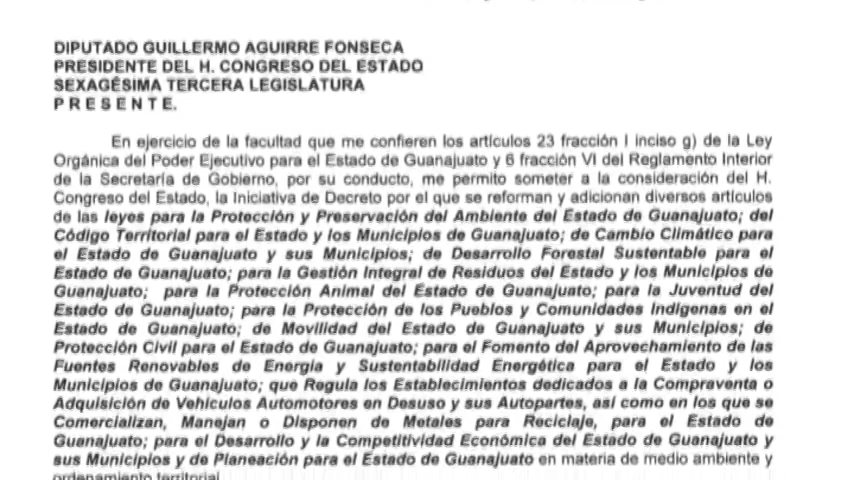 DIPUTADO GUILLERMO AGUIRRE FONSECA
PRESIDENTE DEL H. CONGRESO DEL ESTADO
SEXAGÉSIMA TERCERA LEGISLATURA
P R E S E N T E.
En ejercicio de la facultad que me confieren los artículos 23 fracción I inciso g) de la Ley
Orgánica del Poder Ejecutivo para el Estado de Guanajuato y 6 fracción VI del Reglamento Interior
de la Secretaría de Gobierno, por su conducto, me permito someter a la consideración del H.
Congreso del Estado, la Iniciativa de Decreto por el que se reforman y adicionan diversos artículos
de las leyes para la Protección y Preservación del Ambiente del Estado de Guanajuato; del
Código Territorial para el Estado y los Municipios de Guanajuato; de Cambio Climático para
el Estado de Guanajuato y sus Municipios; de Desarrollo Forestal Sustentable para el
Estado de Guanajuato; para la Gestión Integral de Residuos del Estado y los Municipios de
Guanajuato; para la Protección Animal del Estado de Guanajuato; para la Juventud del
Estado de Guanajuato; para la Protección de los Pueblos y Comunidades Indígenas en el
Estado de Guanajuato; de Movilidad del Estado de Guanajuato y sus Municipios; de
Protección Civil para el Estado de Guanajuato; para el Fomento del Aprovechamiento de las
Fuentes Renovables de Energía y Sustentabilidad Energética para el Estado y los
Municipios de Guanajuato; que Regula los Establecimientos dedicados a la Compraventa o
Adquisición de Vehículos Automotores en Desuso y sus Autopartes, así como en los que se
Comercializan, Manejan o Disponen de Metales para Reciclaje, para el Estado de
Guanajuato; para el Desarrollo y la Competitividad Económica del Estado de Guanajuato y
sus Municipios y de Planeación para el Estado de Guanajuato en materia de medio ambiente y
ordenamiento territorial.